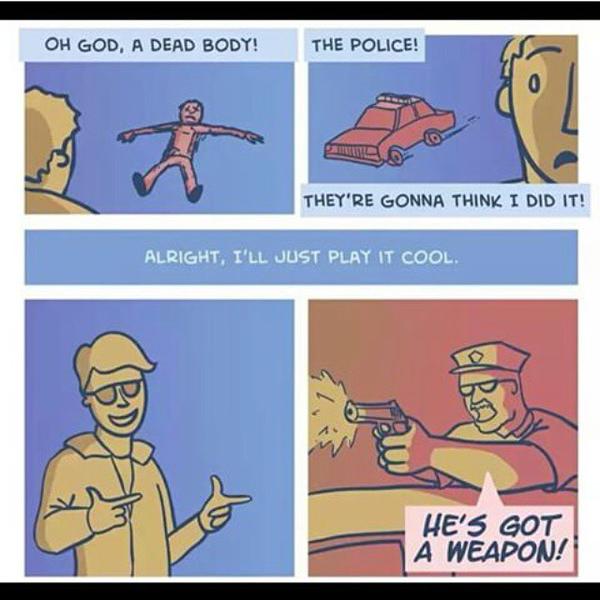 OH GOD, A DEAD BODY!
THE POLICE!
THEY'RE GONNA THINK I DID IT!
ALRIGHT, I'LL JUST PLAY IT COOL.
HE'S GOT
A WEAPON!